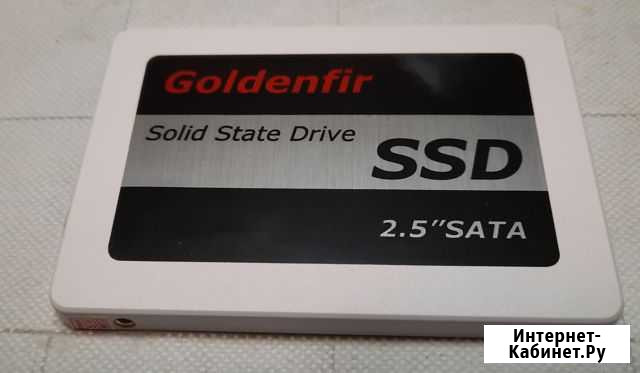 Goldenfir
Solid State Drive
SSD
2.5"SATA
Интернет-
Кабинет.Ру